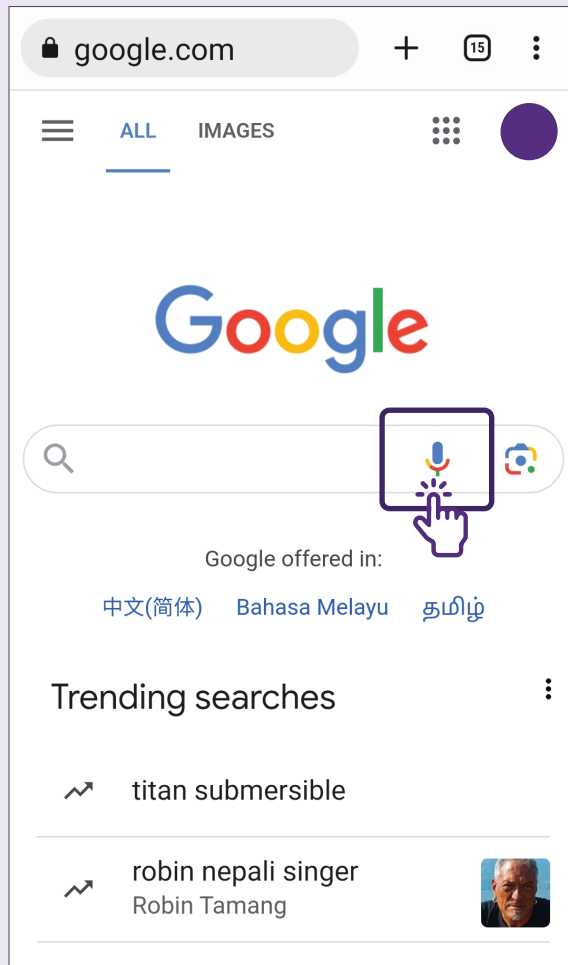 google.com
15
ALL IMAGES
Google
Google offered in:
中文(简体) Bahasa Melayu தமிழ்
Trending searches
titan submersible
robin nepali singer
Robin Tamang